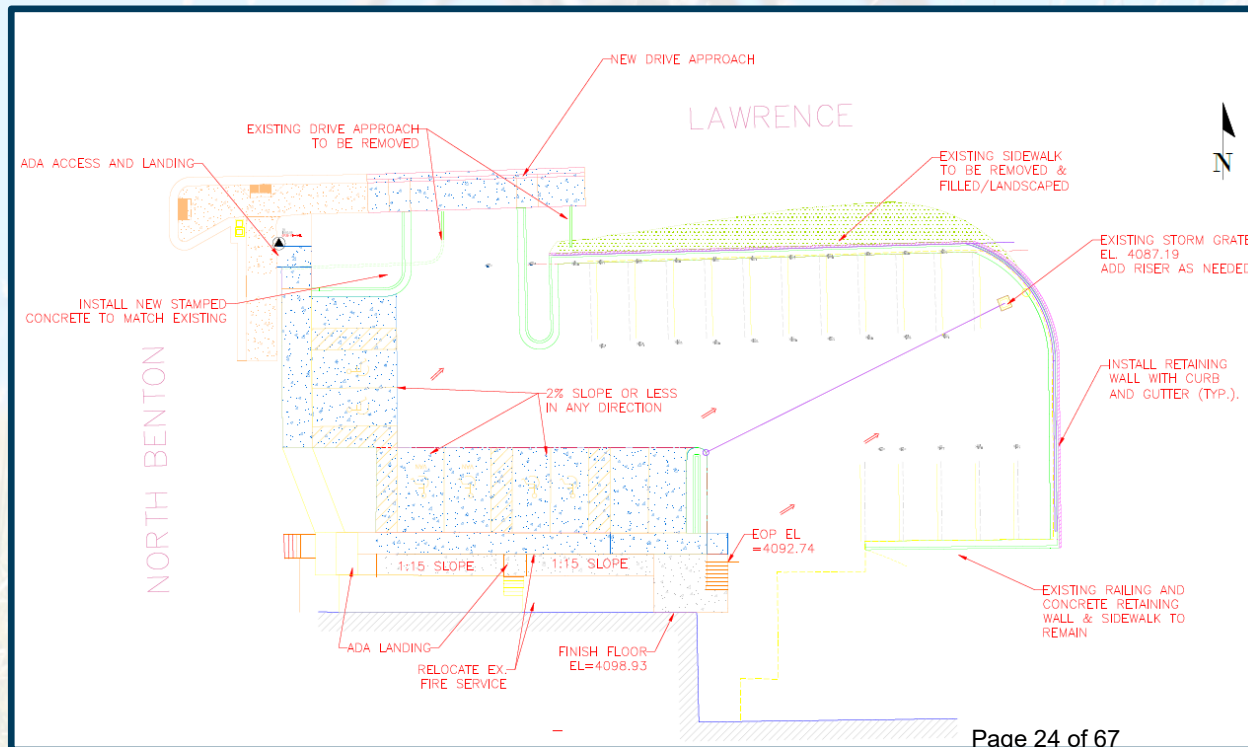 NEW DRIVE APPROACH
LAWRENCE
EXISTING DRIVE APPROACH
TO BE REMOVED
ADA ACCESS AND LANDING
EXISTING SIDEWALK
TO BE REMOVED &
FILLED/LANDSCAPED
N
EXISTING STORM GRATE
EL. 4087.19
ADD RISER AS NEEDED
INSTALL NEW STAMPED
CONCRETE TO MATCH EXISTING
NORTH BENTON
2% SLOPE OR LESS
IN ANY DIRECTION
INSTALL RETAINING
WALL WITH CURB
AND GUTTER (TYP.).
EOP EL
=4092.74
1:15 SLOPE
1:15 SLOPE
EXISTING RAILING AND
CONCRETE RETAINING
WALL & SIDEWALK TO
REMAIN
ADA LANDING
RELOCATE EX.
FIRE SERVICE
FINISH FLOOR
EL=4098.93
Page 24 of 67